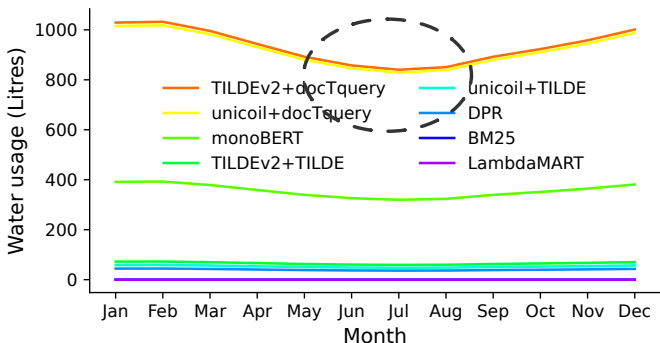 1000
800
600
400
200
0
Water usage (Litres)
TILDEv2+docTquery
unicoil+docTquery
monoBERT
TILDEv2+TILDE
unicoil+TILDE
DPR
BM25
LambdaMART
Jan Feb Mar Apr May Jun Jul Aug Sep Oct Nov Dec
Month